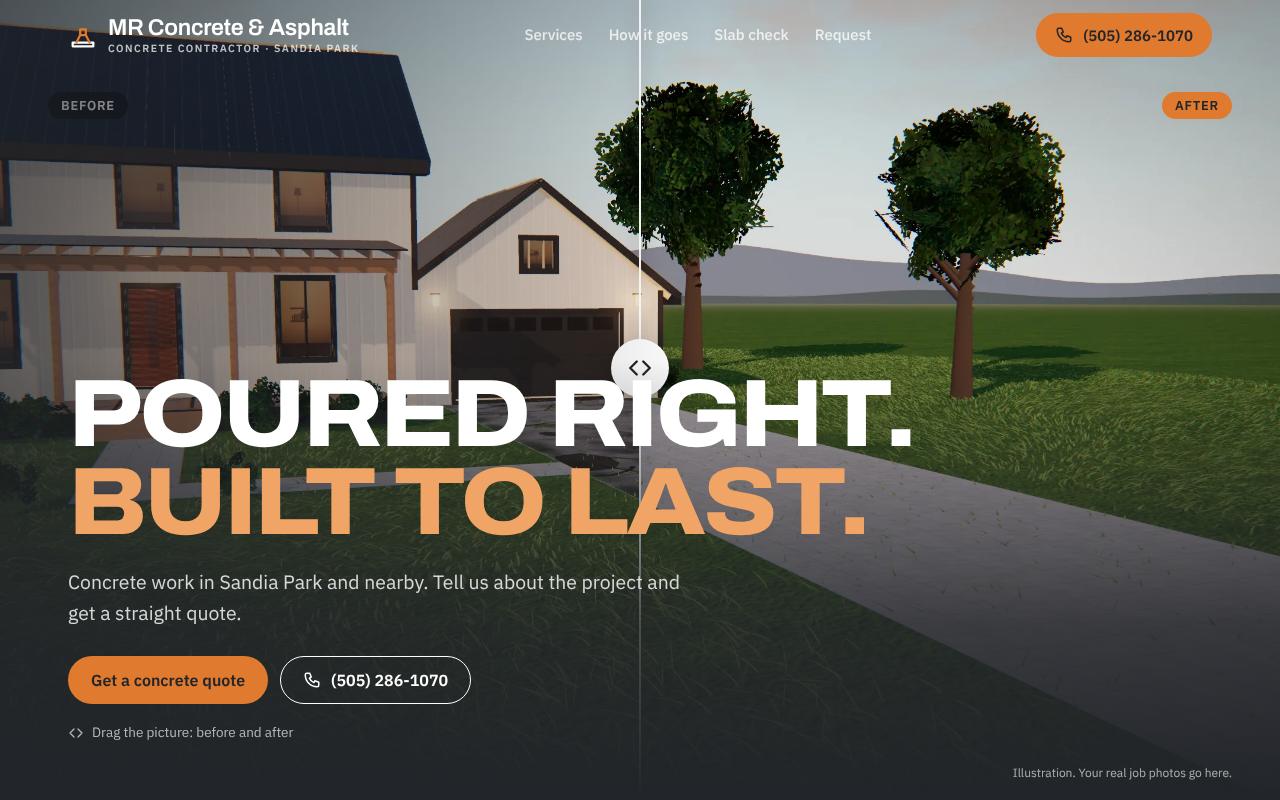 MR Concrete & Asphalt
CONCRETE CONTRACTOR · SANDIA PARK
Services
How it goes
Slab check
Request
(505) 286-1070
BEFORE
AFTER
POURED RIGHT.
BUILT TO LAST.
Concrete work in Sandia Park and nearby. Tell us about the project and
get a straight quote.
Get a concrete quote
(505) 286-1070
Drag the picture: before and after
Illustration. Your real job photos go here.